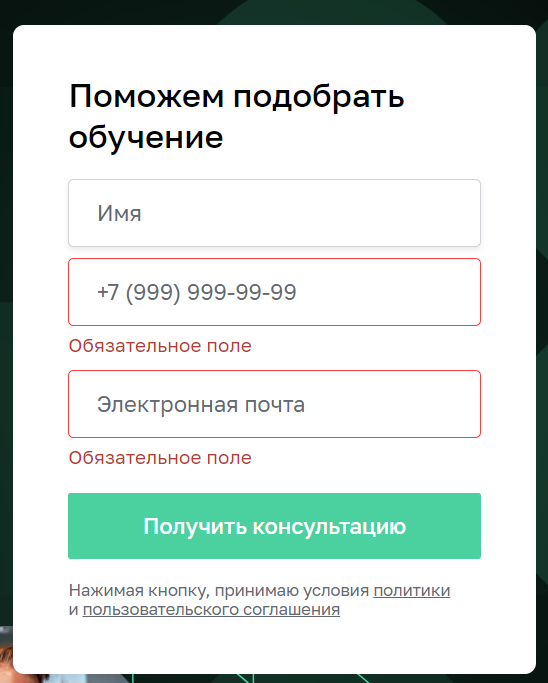 Поможем подобрать
обучение
Имя
+7 (999) 999-99-99
Обязательное поле
Электронная почта
Обязательное поле
Получить консультацию
Нажимая кнопку, принимаю условия политики
и пользовательского соглашения